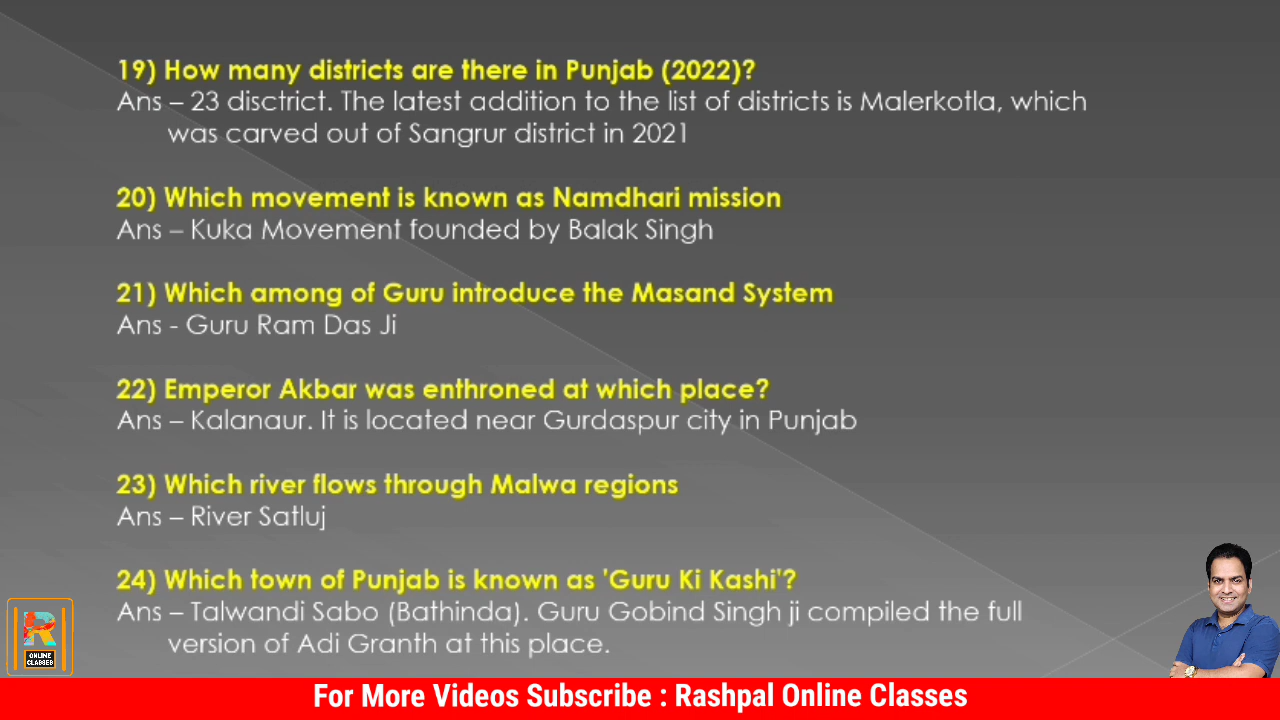 19) How many districts are there in Punjab (2022)?
Ans – 23 disctrict. The latest addition to the list of districts is Malerkotla, which
was carved out of Sangrur district in 2021
20) Which movement is known as Namdhari mission
Ans – Kuka Movement founded by Balak Singh
21) Which among of Guru introduce the Masand System
Ans - Guru Ram Das Ji
22) Emperor Akbar was enthroned at which place?
Ans – Kalanaur. It is located near Gurdaspur city in Punjab
23) Which river flows through Malwa regions
Ans – River Satluj
24) Which town of Punjab is known as 'Guru Ki Kashi'?
Ans – Talwandi Sabo (Bathinda). Guru Gobind Singh ji compiled the full
version of Adi Granth at this place.
R
ONLINE
CLASSES
For More Videos Subscribe : Rashpal Online Classes